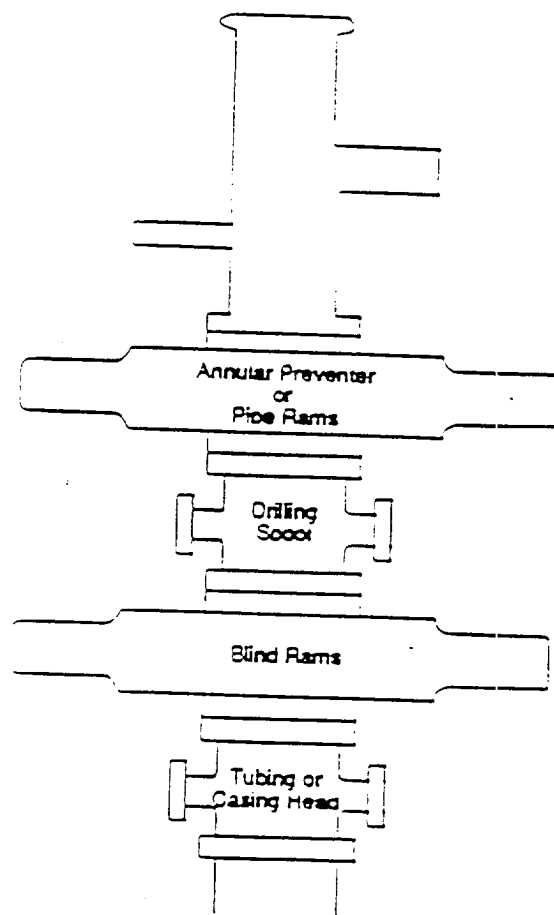 Annular Preventer
or
Pipe Rams
Drilling
Spool
Blind Rams
Tubing or
Casing Head